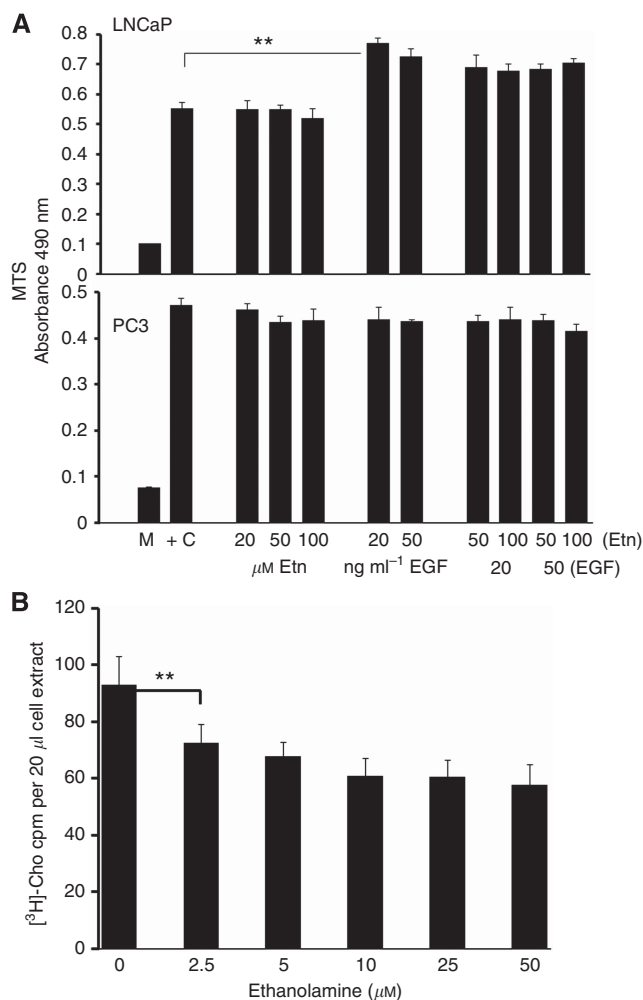 A
LNCaP
**
0.8
0.7
0.6
0.5
0.4
0.3
0.2
0.1
0
MTS
Absorbance 490 nm
PC3
0.5
0.4
0.3
0.2
0.1
0
M + C 20 50 100 20 50 50 100 50 100 (Etn)
μM Etn ng ml⁻¹ EGF 20 50 (EGF)
B
**
120
100
80
60
40
20
0
[³H]-Cho cpm per 20 μl cell extract
0 2.5 5 10 25 50
Ethanolamine (μM)